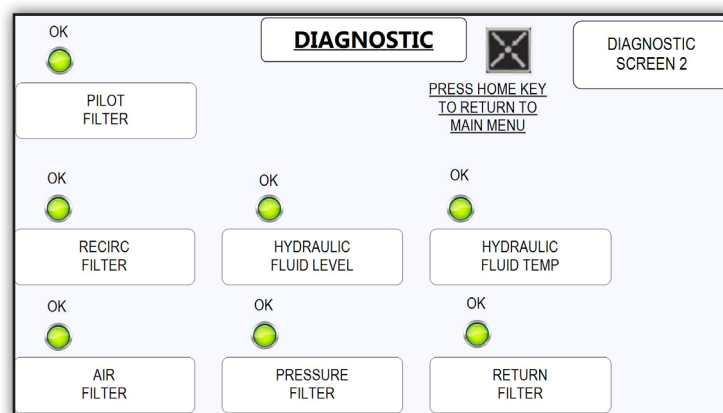 OK
DIAGNOSTIC
DIAGNOSTIC
SCREEN 2
PRESS HOME KEY
TO RETURN TO
MAIN MENU
PILOT
FILTER
OK
OK
OK
RECIRC
FILTER
HYDRAULIC
FLUID LEVEL
HYDRAULIC
FLUID TEMP
OK
OK
OK
AIR
FILTER
PRESSURE
FILTER
RETURN
FILTER